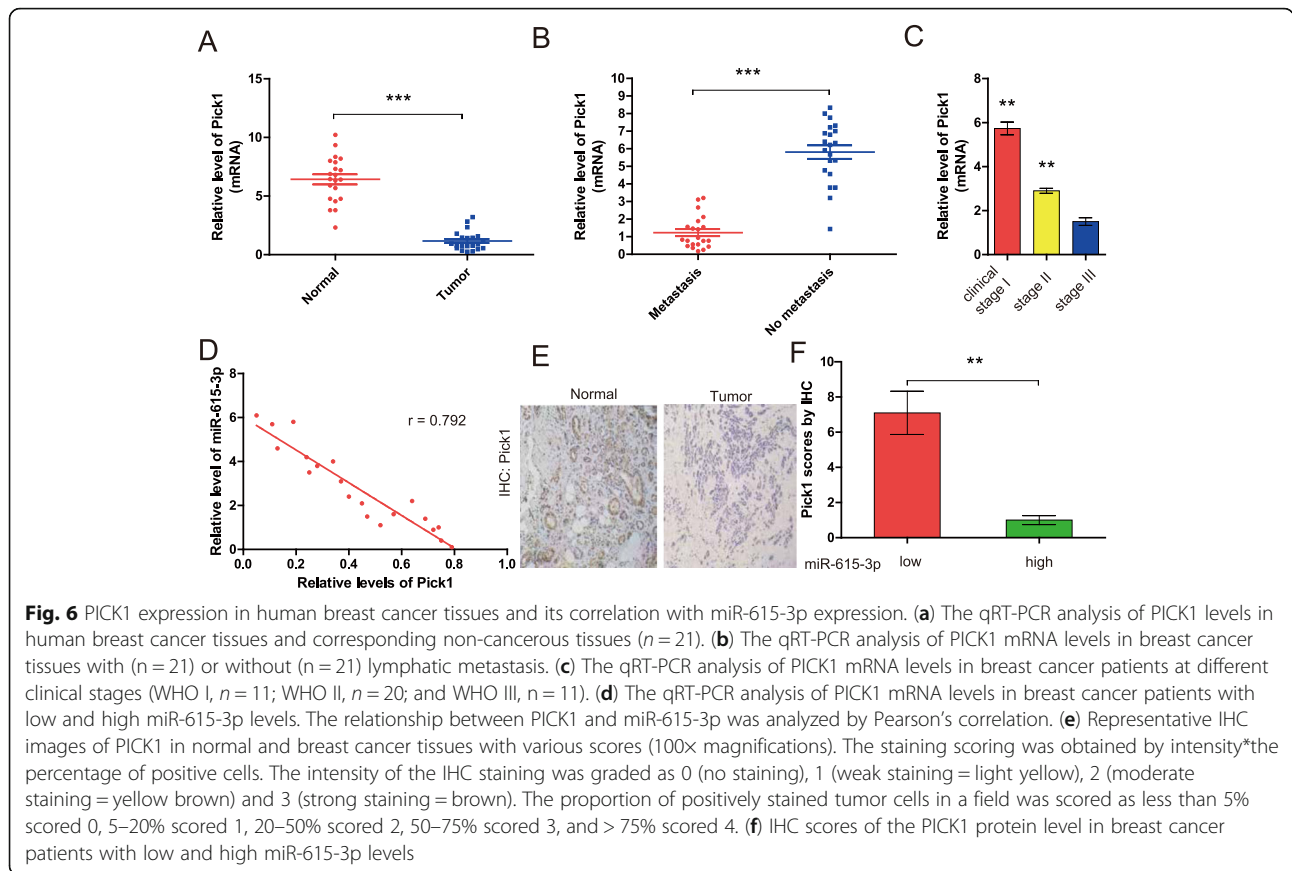 A
Relative level of Pick1
(mRNA)
15
10
5
0
***
Normal
Tumor
B
Relative level of Pick1
(mRNA)
10
9
8
7
6
5
4
3
2
1
0
***
Metastasis
No metastasis
C
Relative level of Pick1
(mRNA)
8
6
4
2
0
**
**
clinical
stage I
stage II
stage III
D
Relative level of miR-615-3p
8
6
4
2
0
r = 0.792
0.0
0.2
0.4
0.6
0.8
1.0
Relative levels of Pick1
E
Normal
Tumor
IHC: Pick1
F
Pick1 scores by IHC
10
8
6
4
2
0
**
miR-615-3p
low
high
Fig. 6 PICK1 expression in human breast cancer tissues and its correlation with miR-615-3p expression. (a) The qRT-PCR analysis of PICK1 levels in
human breast cancer tissues and corresponding non-cancerous tissues (n = 21). (b) The qRT-PCR analysis of PICK1 mRNA levels in breast cancer
tissues with (n = 21) or without (n = 21) lymphatic metastasis. (c) The qRT-PCR analysis of PICK1 mRNA levels in breast cancer patients at different
clinical stages (WHO I, n = 11; WHO II, n = 20; and WHO III, n = 11). (d) The qRT-PCR analysis of PICK1 mRNA levels in breast cancer patients with
low and high miR-615-3p levels. The relationship between PICK1 and miR-615-3p was analyzed by Pearson's correlation. (e) Representative IHC
images of PICK1 in normal and breast cancer tissues with various scores (100× magnifications). The staining scoring was obtained by intensity*the
percentage of positive cells. The intensity of the IHC staining was graded as 0 (no staining), 1 (weak staining = light yellow), 2 (moderate
staining = yellow brown) and 3 (strong staining = brown). The proportion of positively stained tumor cells in a field was scored as less than 5%
scored 0, 5–20% scored 1, 20–50% scored 2, 50–75% scored 3, and > 75% scored 4. (f) IHC scores of the PICK1 protein level in breast cancer
patients with low and high miR-615-3p levels